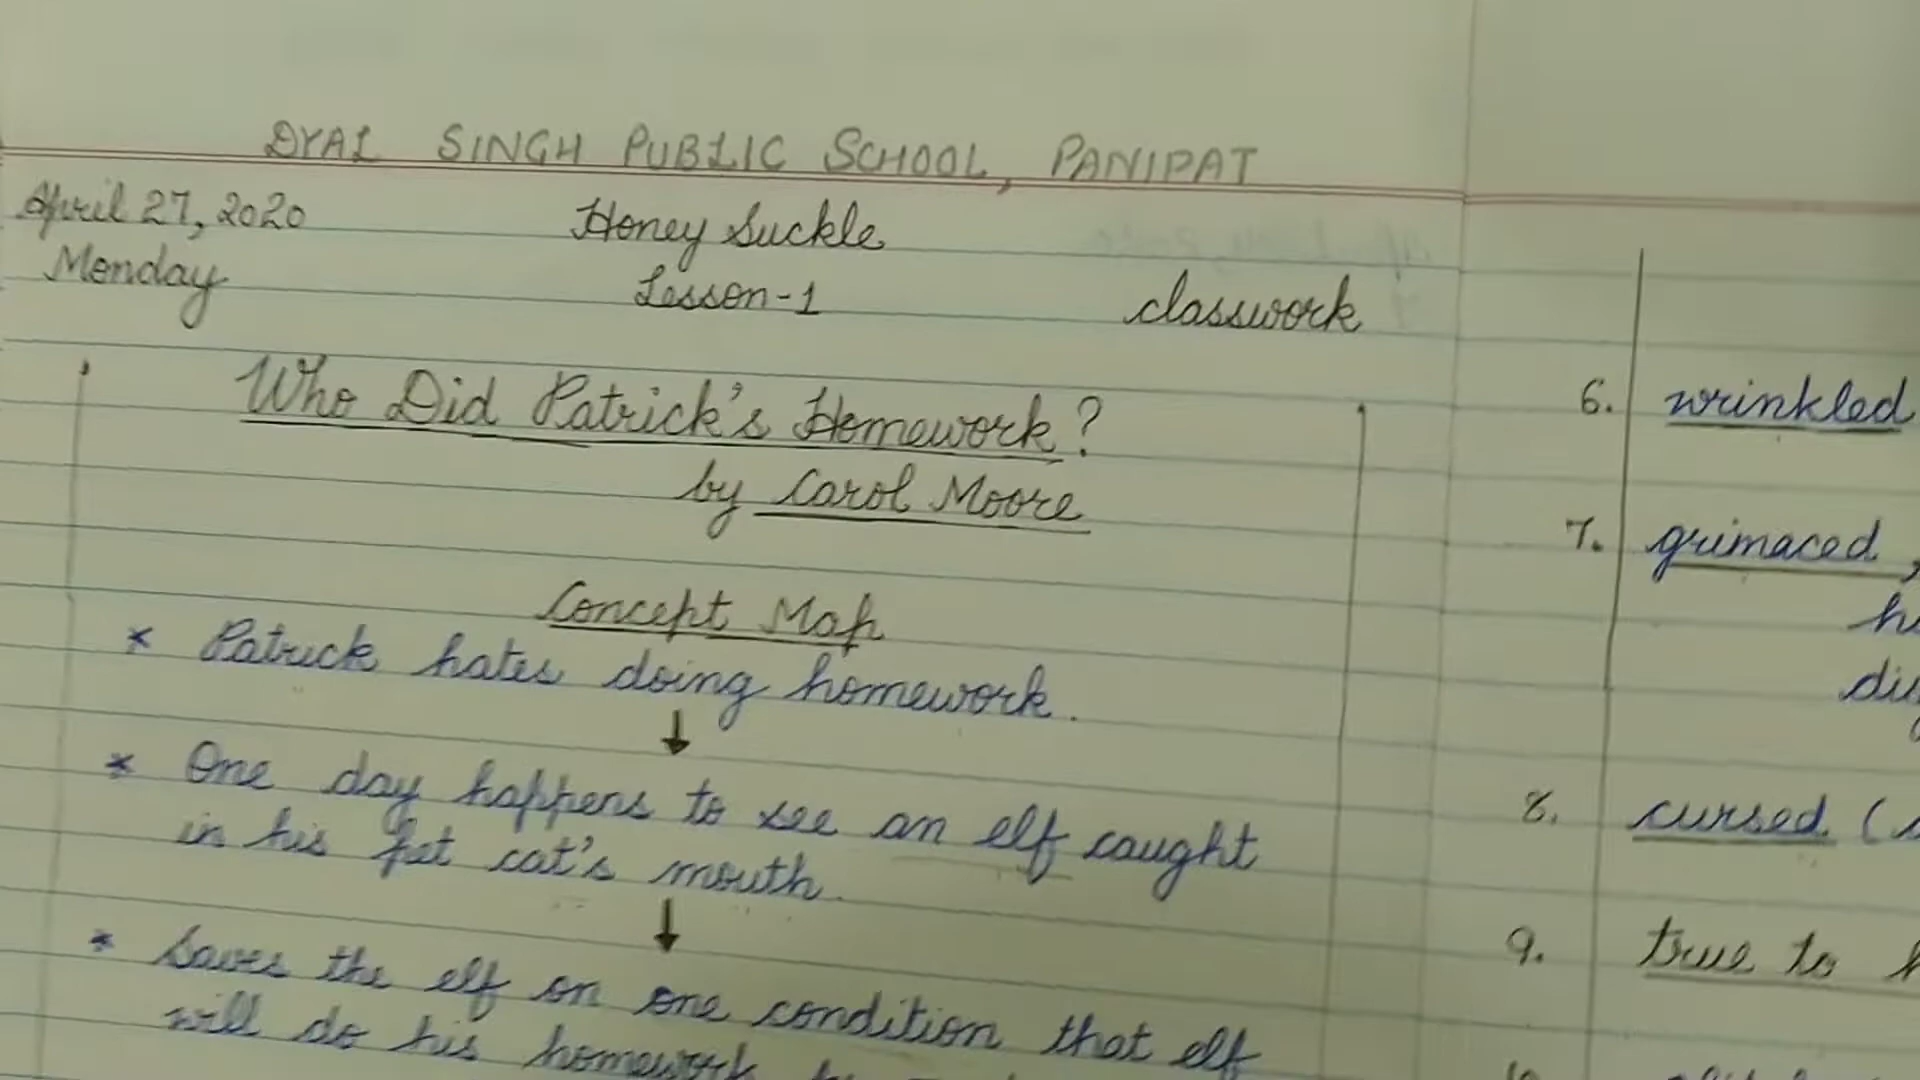 DYAL SINGH PUBLIC SCHOOL, PANIPAT
April 27, 2020
Honey Suckle
Monday
Lesson-1
classwork
Who Did Patrick's Homework?
by Carol Moore
Concept Map
* Patrick hates doing homework.
↓
* One day happens to see an elf caught
in his pet cat's mouth.
↓
* Saves the elf on one condition that elf
will do his homework
6. wrinkled
7. grimaced
8. cursed (
9. true to